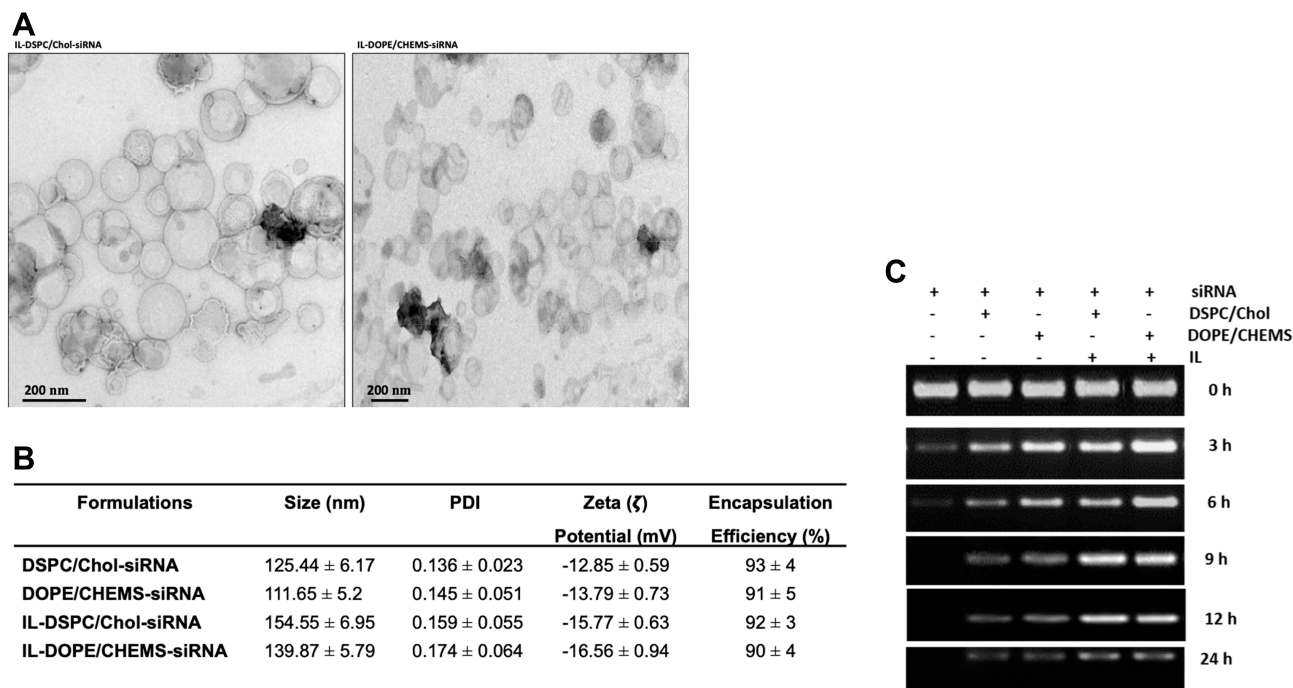 A
IL-DSPC/Chol-siRNA
IL-DOPE/CHEMS-siRNA
200 nm
200 nm
B
Formulations Size (nm) PDI Zeta (ζ) Encapsulation
Potential (mV) Efficiency (%)
DSPC/Chol-siRNA 125.44 ± 6.17 0.136 ± 0.023 -12.85 ± 0.59 93 ± 4
DOPE/CHEMS-siRNA 111.65 ± 5.2 0.145 ± 0.051 -13.79 ± 0.73 91 ± 5
IL-DSPC/Chol-siRNA 154.55 ± 6.95 0.159 ± 0.055 -15.77 ± 0.63 92 ± 3
IL-DOPE/CHEMS-siRNA 139.87 ± 5.79 0.174 ± 0.064 -16.56 ± 0.94 90 ± 4
C
+ + + + + siRNA
- + - + - DSPC/Chol
- - + - + DOPE/CHEMS
- - - + + IL
0 h
3 h
6 h
9 h
12 h
24 h